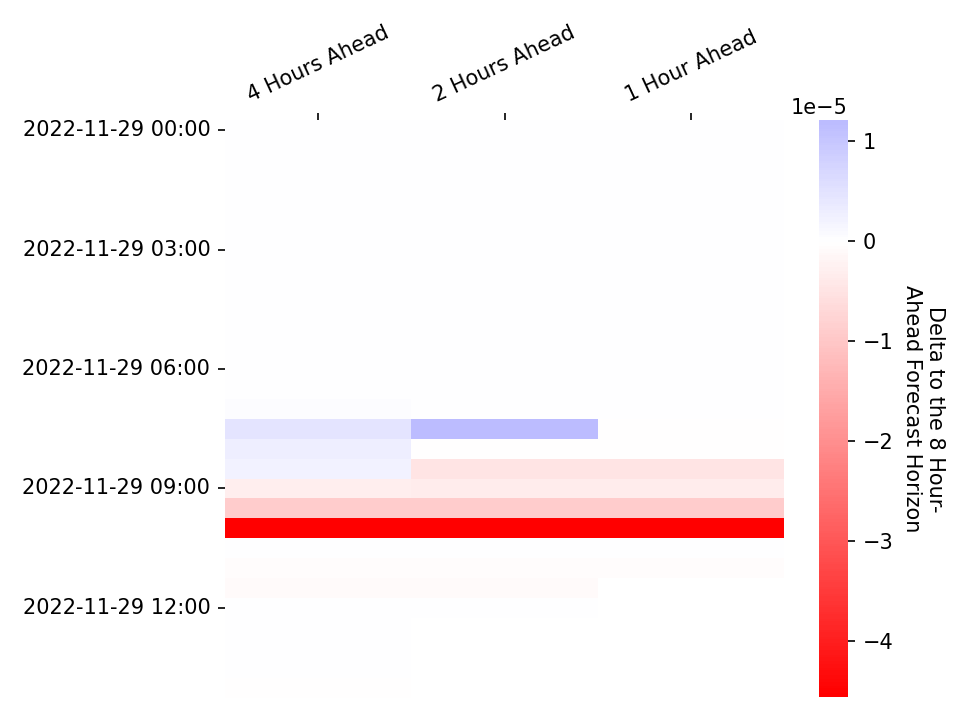 4 Hours Ahead
2 Hours Ahead
1 Hour Ahead
1e−5
2022-11-29 00:00
2022-11-29 03:00
2022-11-29 06:00
2022-11-29 09:00
2022-11-29 12:00
1
0
−1
−2
−3
−4
Delta to the 8 Hour-
Ahead Forecast Horizon